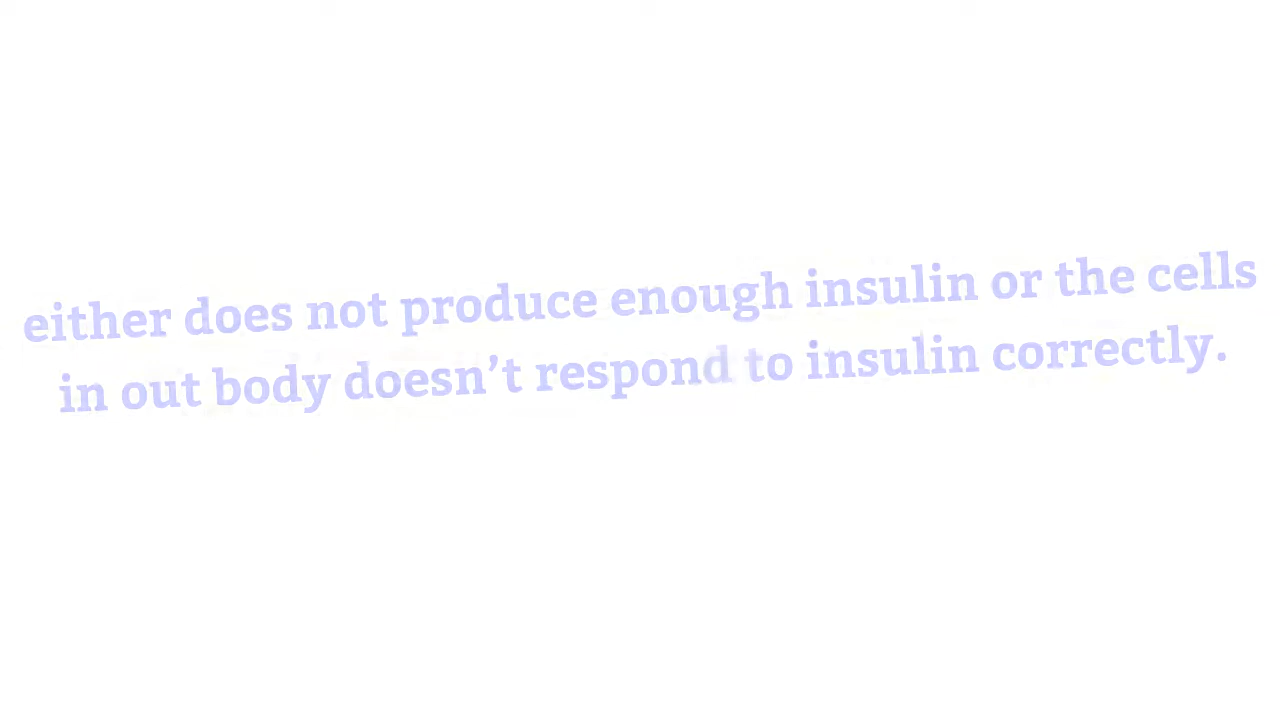 either does not produce enough insulin or the cells
in out body doesn’t respond to insulin correctly.